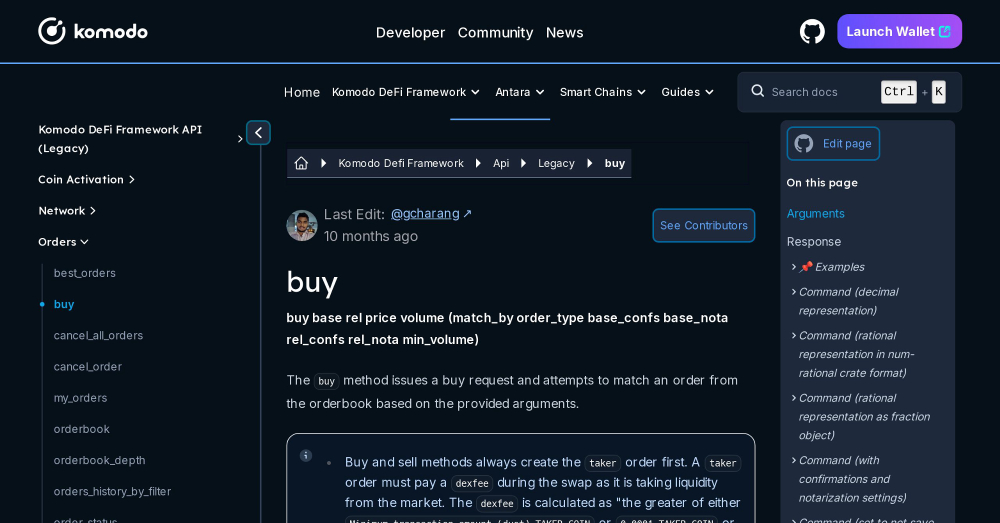 komodo
Developer Community News
Launch Wallet
Home Komodo DeFi Framework Antara Smart Chains Guides
Search docs Ctrl + K
Komodo DeFi Framework API
(Legacy)
Coin Activation
Network
Orders
best_orders
buy
cancel_all_orders
cancel_order
my_orders
orderbook
orderbook_depth
orders_history_by_filter
order_status
Komodo Defi Framework Api Legacy buy
Last Edit: @gcharang ↗
10 months ago
See Contributors
buy
buy base rel price volume (match_by order_type base_confs base_nota
rel_confs rel_nota min_volume)
The buy method issues a buy request and attempts to match an order from
the orderbook based on the provided arguments.
• Buy and sell methods always create the taker order first. A taker
order must pay a dexfee during the swap as it is taking liquidity
from the market. The dexfee is calculated as "the greater of either
Minimum transaction amount (dust) TAKER COIN or 0.0001 TAKER COIN or
Edit page
On this page
Arguments
Response
📌 Examples
Command (decimal
representation)
Command (rational
representation in num-
rational crate format)
Command (rational
representation as fraction
object)
Command (with
confirmations and
notarization settings)
Command (set to not save